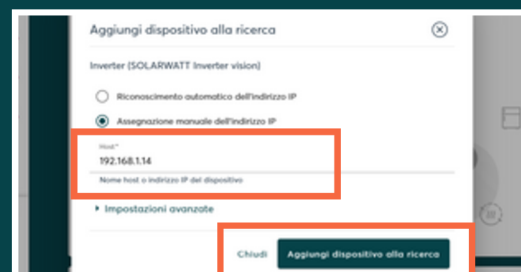 Aggiungi dispositivo alla ricerca
Inverter (SOLARWATT Inverter vision)
Riconoscimento automatico dell'indirizzo IP
Assegnazione manuale dell'indirizzo IP
Host*
192.168.1.14
Nome host o indirizzo IP del dispositivo
Impostazioni avanzate
Chiudi Aggiungi dispositivo alla ricerca